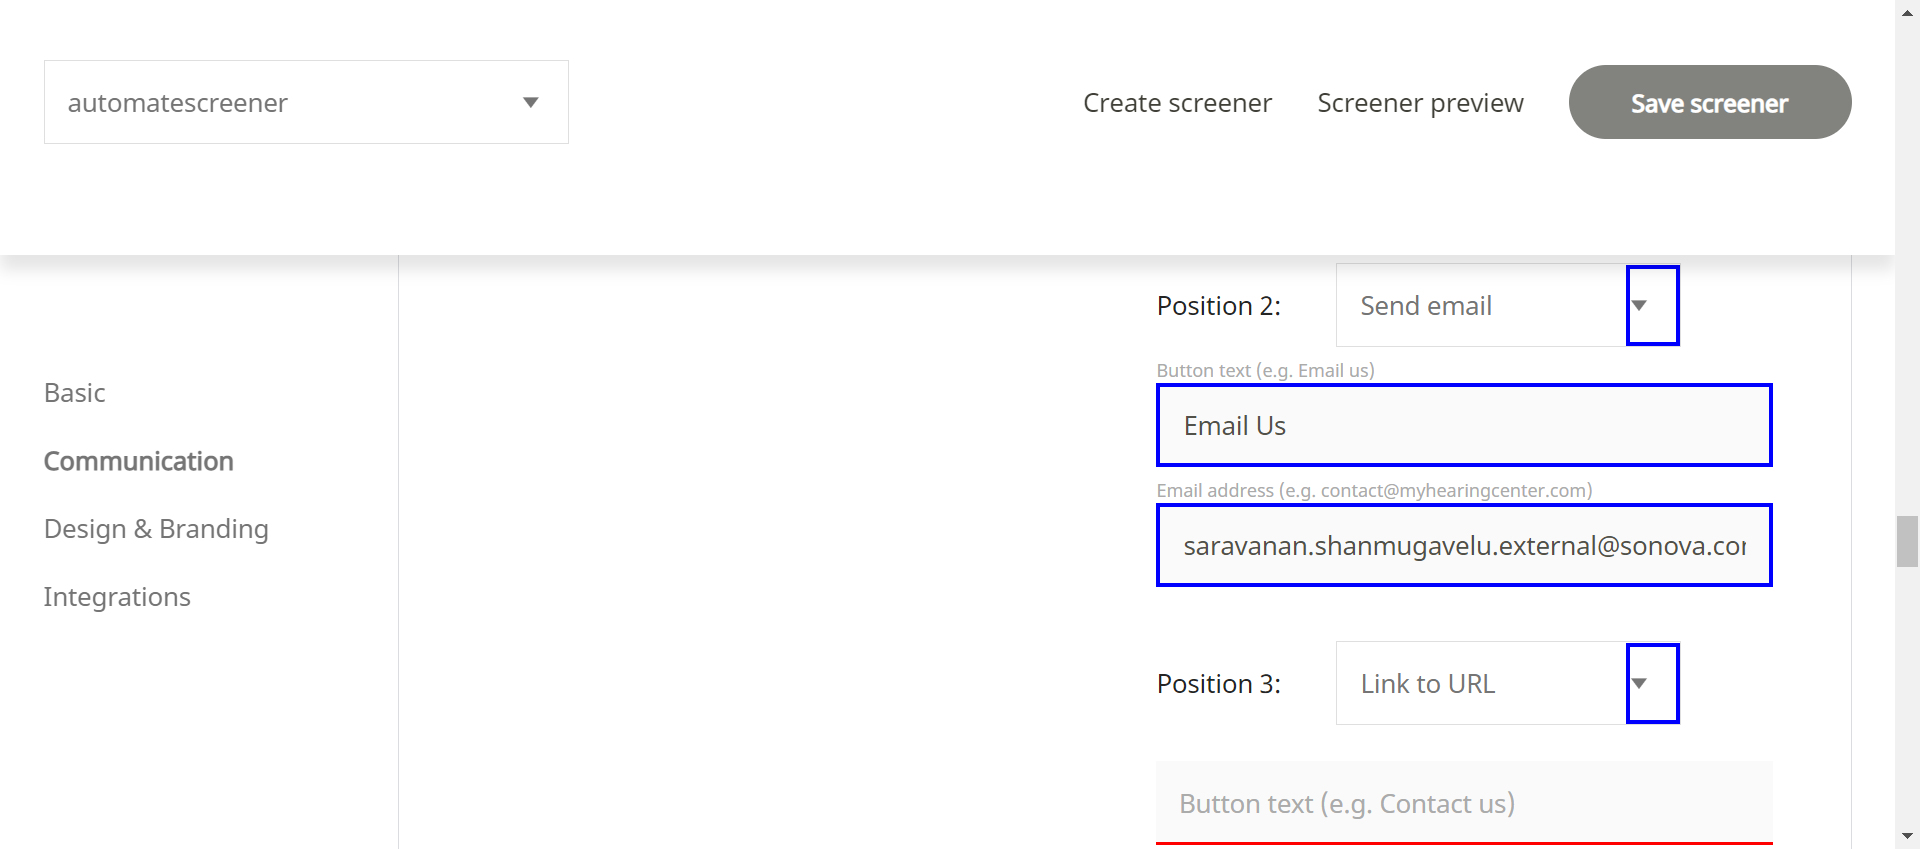 automatescreener
Create screener
Screener preview
Save screener
Basic
Communication
Design & Branding
Integrations
Position 2:
Send email
Button text (e.g. Email us)
Email Us
Email address (e.g. contact@myhearingcenter.com)
saravanan.shanmugavelu.external@sonova.co
Position 3:
Link to URL
Button text (e.g. Contact us)